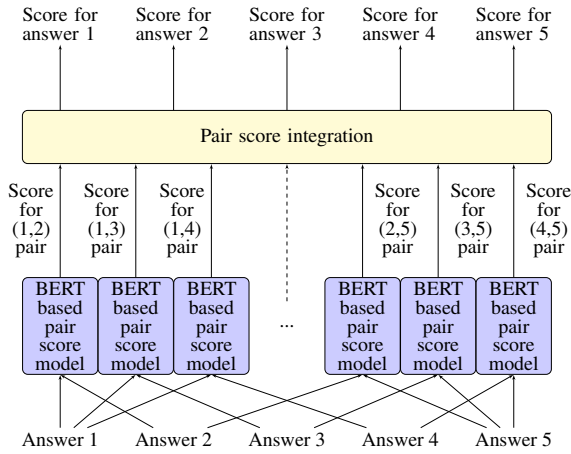 Score for answer 1
Score for answer 2
Score for answer 3
Score for answer 4
Score for answer 5
Pair score integration
Score for (1,2) pair
Score for (1,3) pair
Score for (1,4) pair
Score for (2,5) pair
Score for (3,5) pair
Score for (4,5) pair
BERT based pair score model
BERT based pair score model
BERT based pair score model
...
BERT based pair score model
BERT based pair score model
BERT based pair score model
Answer 1
Answer 2
Answer 3
Answer 4
Answer 5